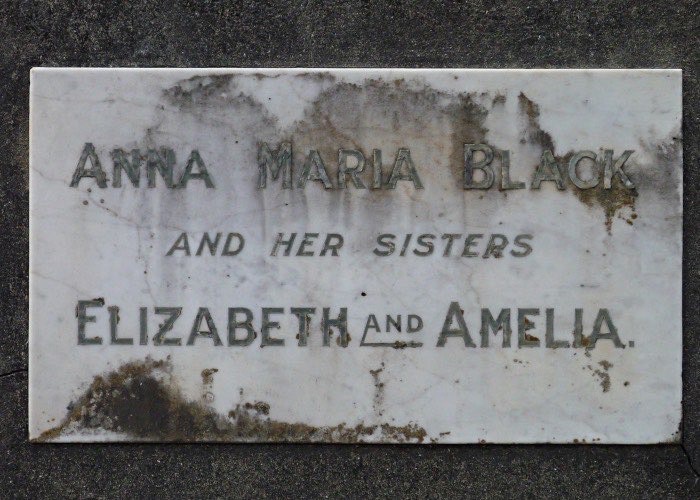 ANNA MARIA BLACK
AND HER SISTERS
ELIZABETH AND AMELIA.